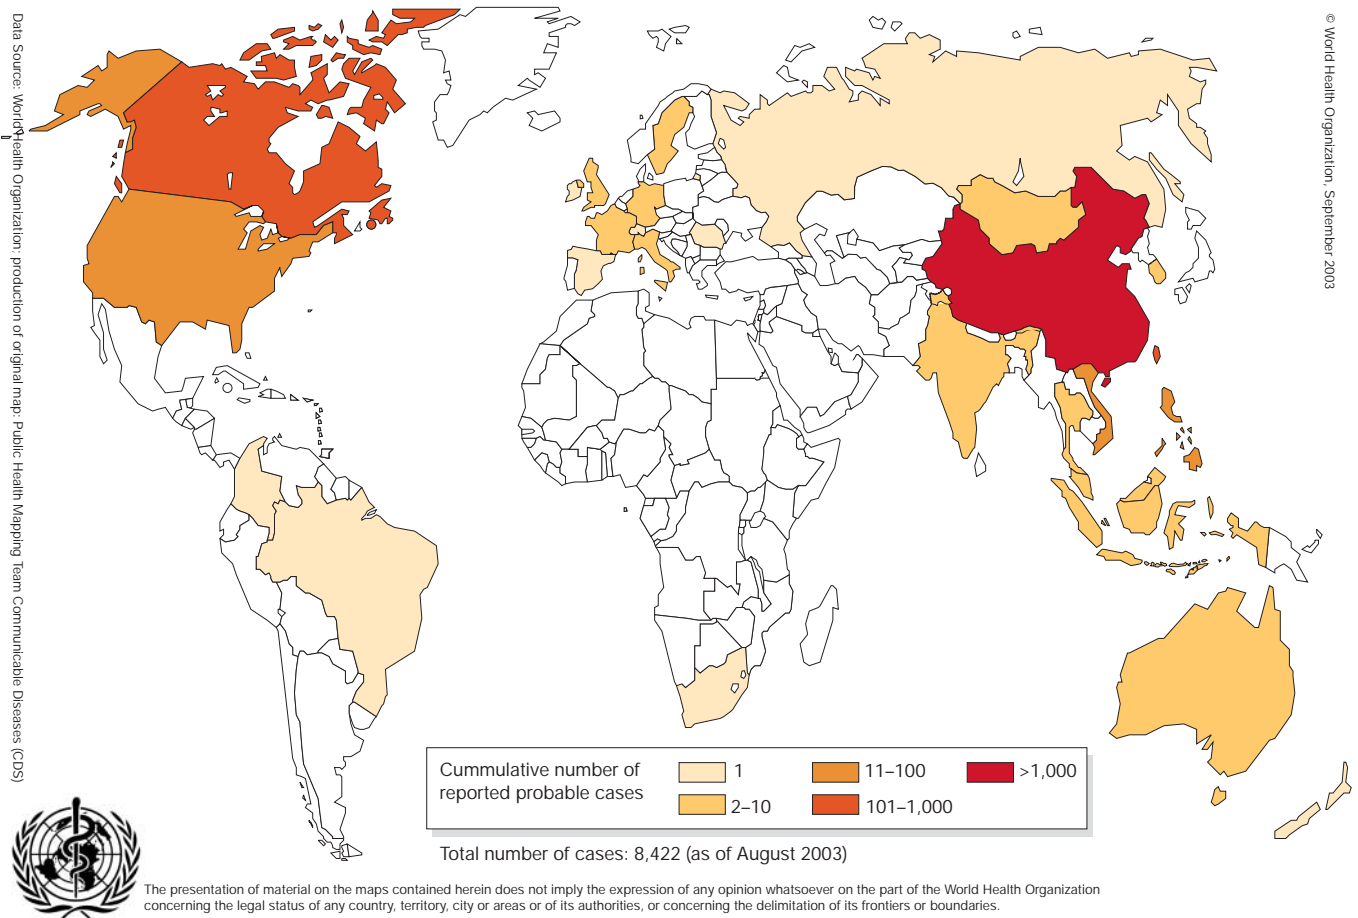 Data Source: World Health Organization; production of original map: Public Health Mapping Team Communicable Diseases (CDS)
© World Health Organization, September 2003
Cummulative number of
reported probable cases
1
2–10
11–100
101–1,000
>1,000
Total number of cases: 8,422 (as of August 2003)
The presentation of material on the maps contained herein does not imply the expression of any opinion whatsoever on the part of the World Health Organization
concerning the legal status of any country, territory, city or areas or of its authorities, or concerning the delimitation of its frontiers or boundaries.